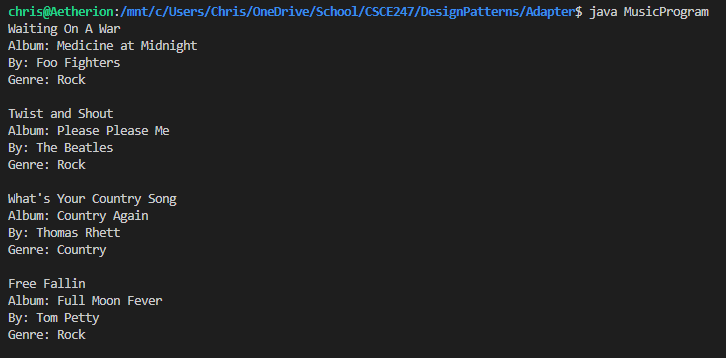 chris@Aetherion:/mnt/c/Users/Chris/OneDrive/School/CSCE247/DesignPatterns/Adapter$ java MusicProgram
Waiting On A War
Album: Medicine at Midnight
By: Foo Fighters
Genre: Rock

Twist and Shout
Album: Please Please Me
By: The Beatles
Genre: Rock

What's Your Country Song
Album: Country Again
By: Thomas Rhett
Genre: Country

Free Fallin
Album: Full Moon Fever
By: Tom Petty
Genre: Rock